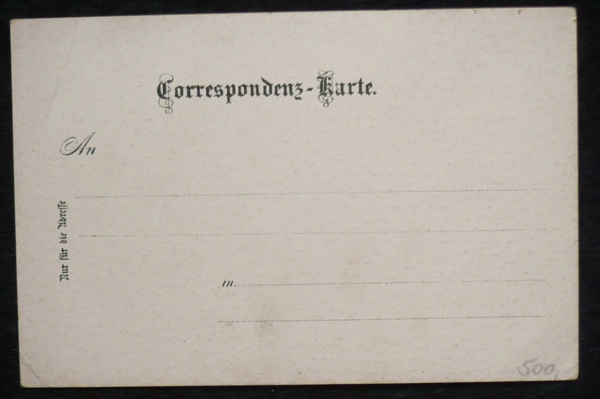 Correspondenz-Karte.
An
Nur für die Adresse
in
500,